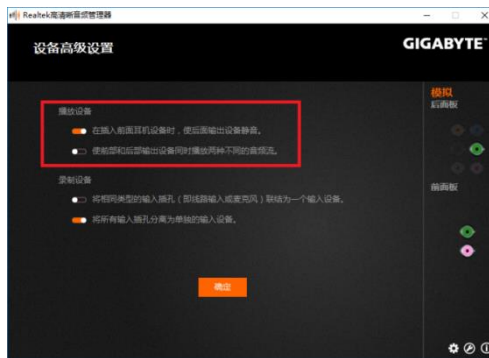 Realtek高清晰音频管理器
设备高级设置
GIGABYTE™
播放设备
在插入前面耳机设备时，使后面输出设备静音。
使前部和后部输出设备同时播放两种不同的音频流。
录制设备
将相同类型的输入插孔（即线路输入或麦克风）联结为一个输入设备。
将所有输入插孔分离为单独的输入设备。
确定
模拟
后面板
前面板